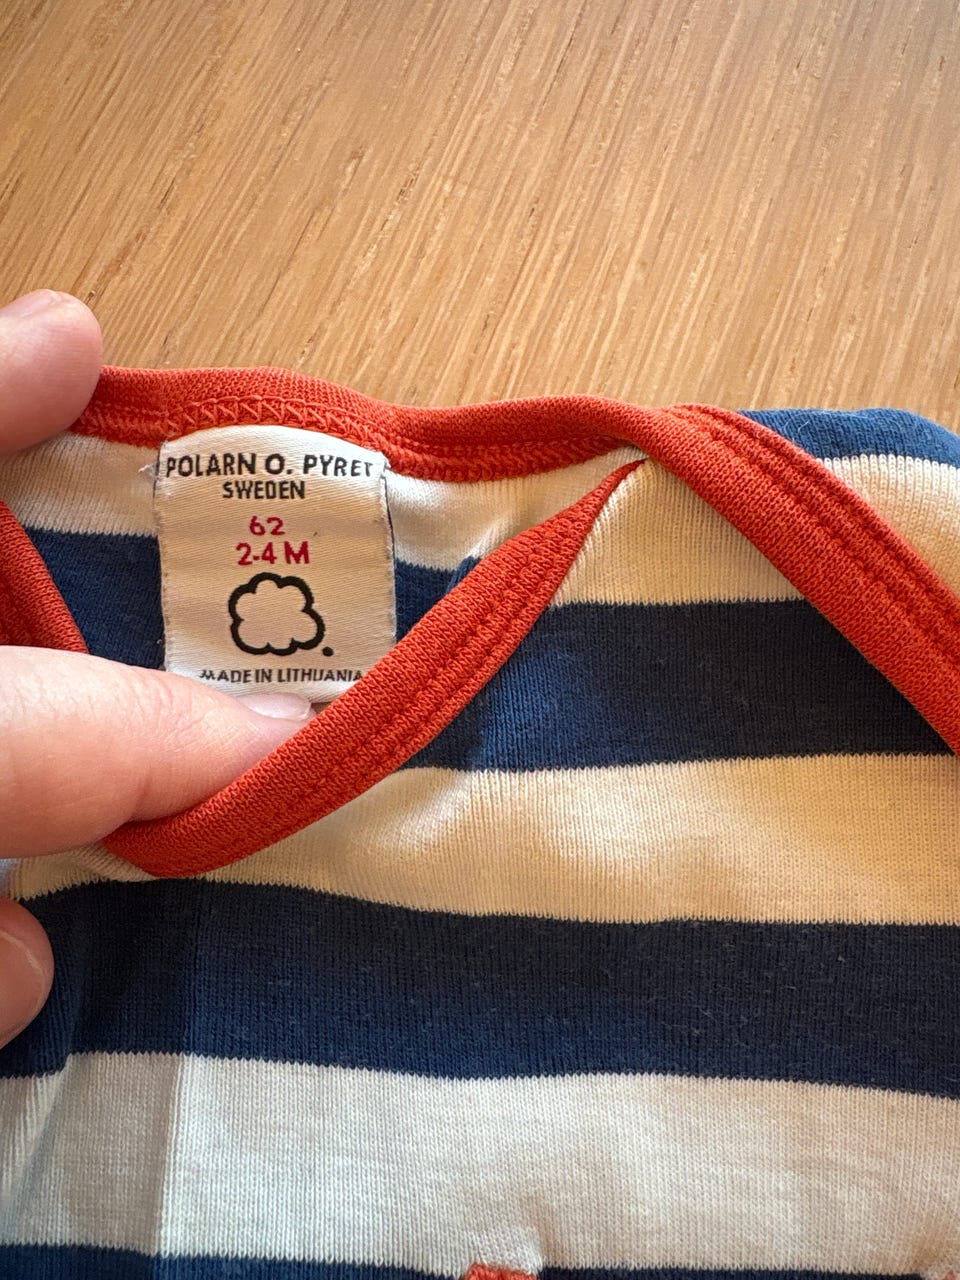 POLARN O. PYRET
SWEDEN
62
2-4 M
MADE IN LITHUANIA